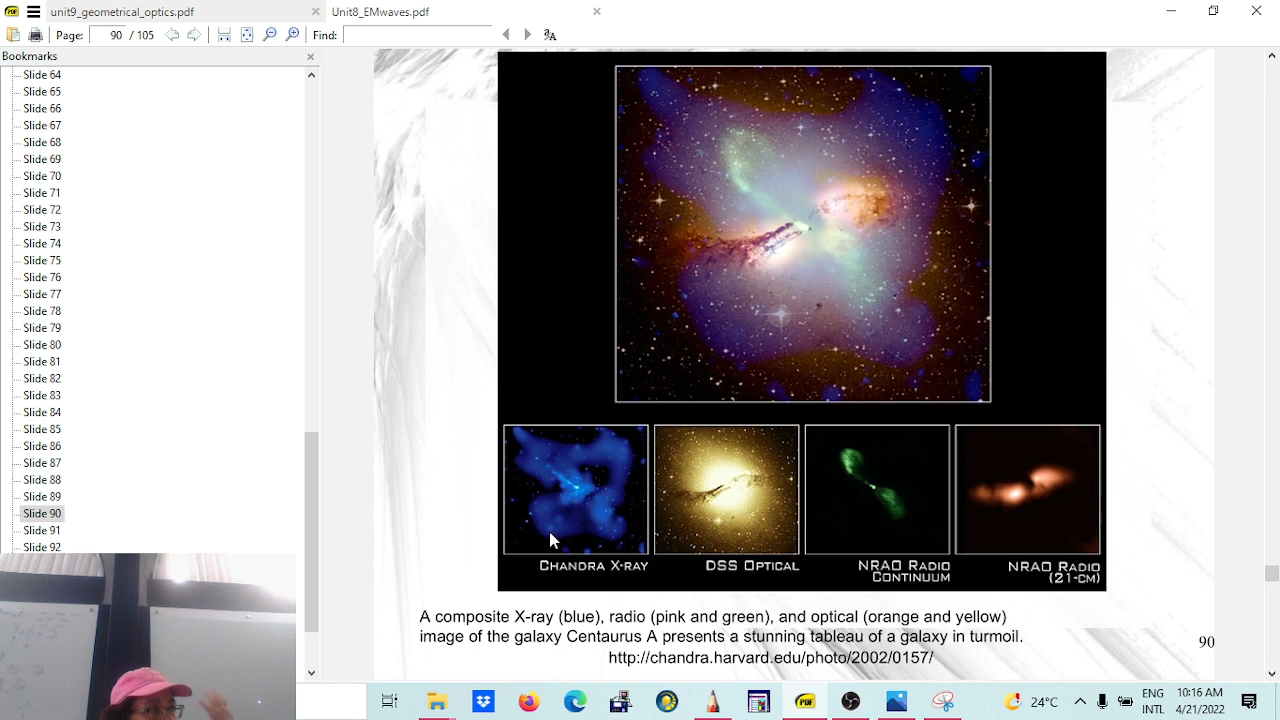 unit9_geometrical_optics.pdf
Unit8_EMwaves.pdf
Page: 90 / 105
Find:
Bookmarks
Slide 64
Slide 65
Slide 66
Slide 67
Slide 68
Slide 69
Slide 70
Slide 71
Slide 72
Slide 73
Slide 74
Slide 75
Slide 76
Slide 77
Slide 78
Slide 79
Slide 80
Slide 81
Slide 82
Slide 83
Slide 84
Slide 85
Slide 86
Slide 87
Slide 88
Slide 89
Slide 90
Slide 91
Slide 92
CHANDRA X-RAY
DSS OPTICAL
NRAO RADIO
CONTINUUM
NRAO RADIO
(21-CM)
A composite X-ray (blue), radio (pink and green), and optical (orange and yellow)
image of the galaxy Centaurus A presents a stunning tableau of a galaxy in turmoil.
http://chandra.harvard.edu/photo/2002/0157/
90
PDF
24°C
ENG
INTL
10:16 AM
4/21/2022